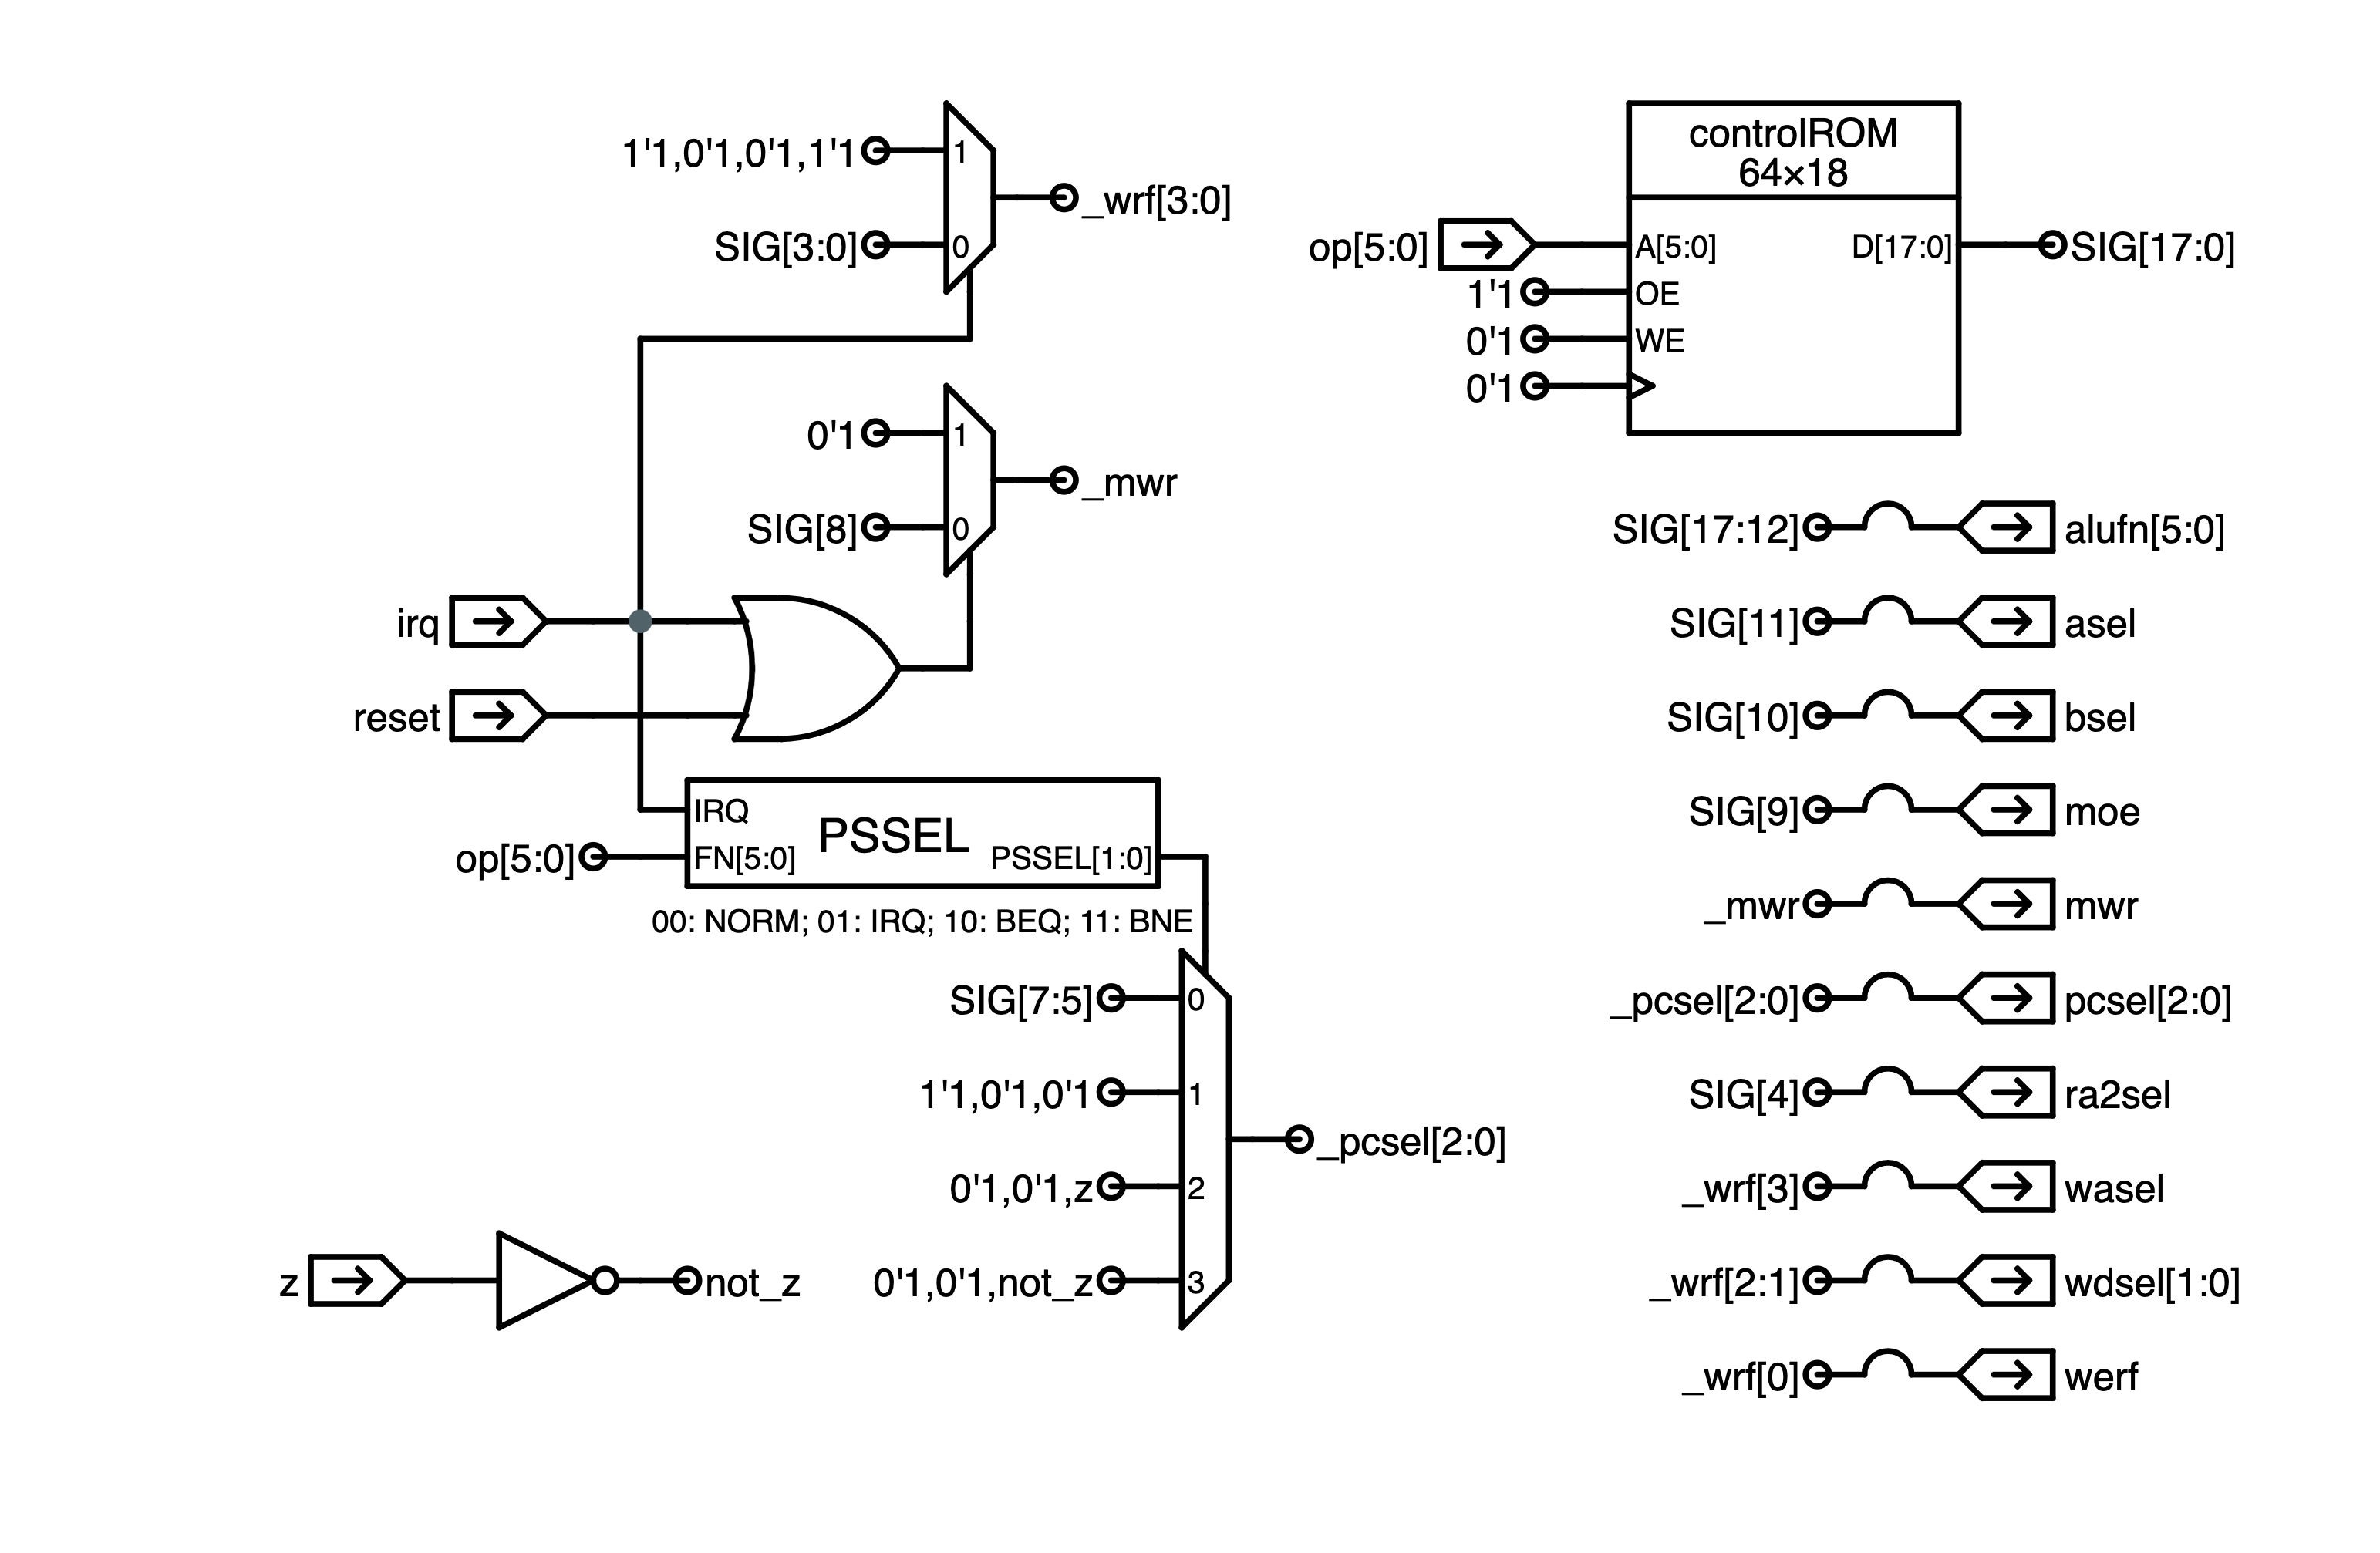 1'1,0'1,0'1,1'1
1
_wrf[3:0]
SIG[3:0]
0
0'1
1
_mwr
SIG[8]
0
irq
reset
IRQ
PSSEL
op[5:0]
FN[5:0]
PSSEL[1:0]
00: NORM; 01: IRQ; 10: BEQ; 11: BNE
SIG[7:5]
0
1'1,0'1,0'1
1
_pcsel[2:0]
0'1,0'1,z
2
z
not_z
0'1,0'1,not_z
3
controlROM
64×18
op[5:0]
A[5:0]
D[17:0]
SIG[17:0]
1'1
OE
0'1
WE
0'1
SIG[17:12]
alufn[5:0]
SIG[11]
asel
SIG[10]
bsel
SIG[9]
moe
_mwr
mwr
_pcsel[2:0]
pcsel[2:0]
SIG[4]
ra2sel
_wrf[3]
wasel
_wrf[2:1]
wdsel[1:0]
_wrf[0]
werf